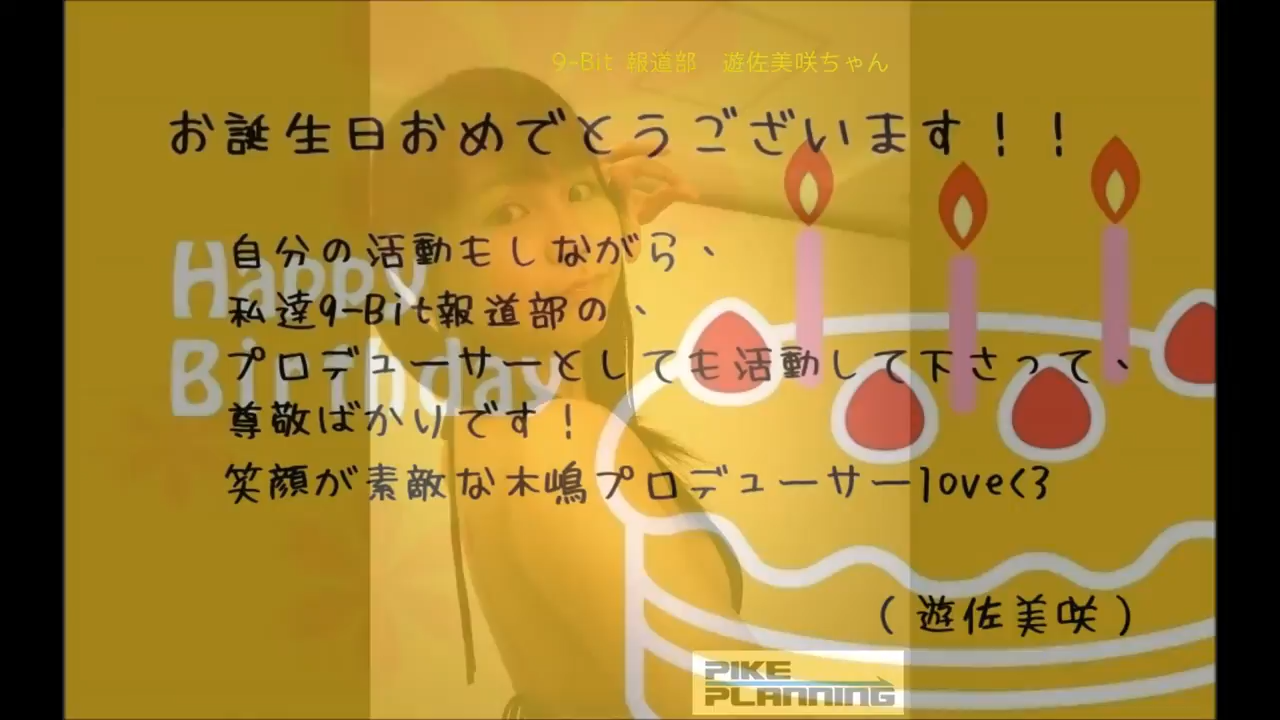 9-Bit 報道部　遊佐美咲ちゃん
お誕生日おめでとうございます！！
自分の活動もしながら、
私達9-Bit報道部の、
Happy
プロデューサーとしても活動して下さって、
Birthday
尊敬ばかりです！
笑顔が素敵な木嶋プロデューサーlove<3
(遊佐美咲)
PIKE
PLANNING